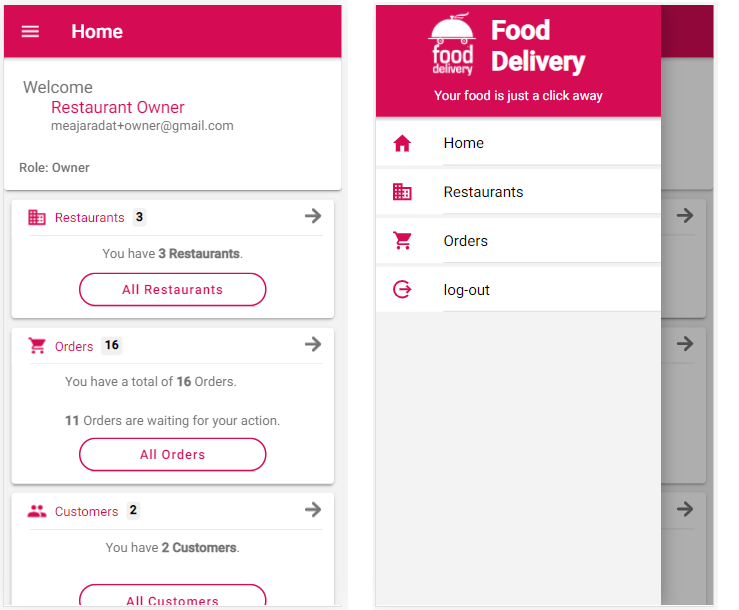 Home
Welcome
Restaurant Owner
meajaradat+owner@gmail.com
Role: Owner
Restaurants 3
You have 3 Restaurants.
All Restaurants
Orders 16
You have a total of 16 Orders.
11 Orders are waiting for your action.
All Orders
Customers 2
You have 2 Customers.
All Customers
food
delivery
Food
Delivery
Your food is just a click away
Home
Restaurants
Orders
log-out